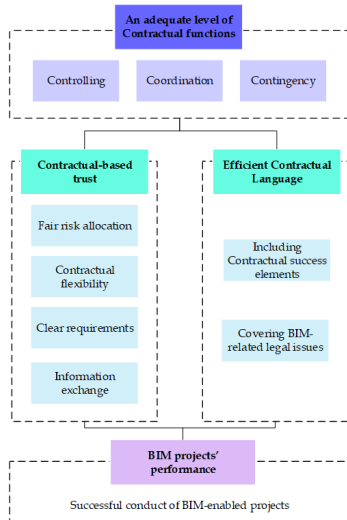 An adequate level of
Contractual functions
Controlling
Coordination
Contingency
Contractual-based
trust
Efficient Contractual
Language
Fair risk allocation
Contractual
flexibility
Clear requirements
Information
exchange
Including
Contractual success
elements
Covering BIM-
related legal issues
BIM projects’
performance
Successful conduct of BIM-enabled projects